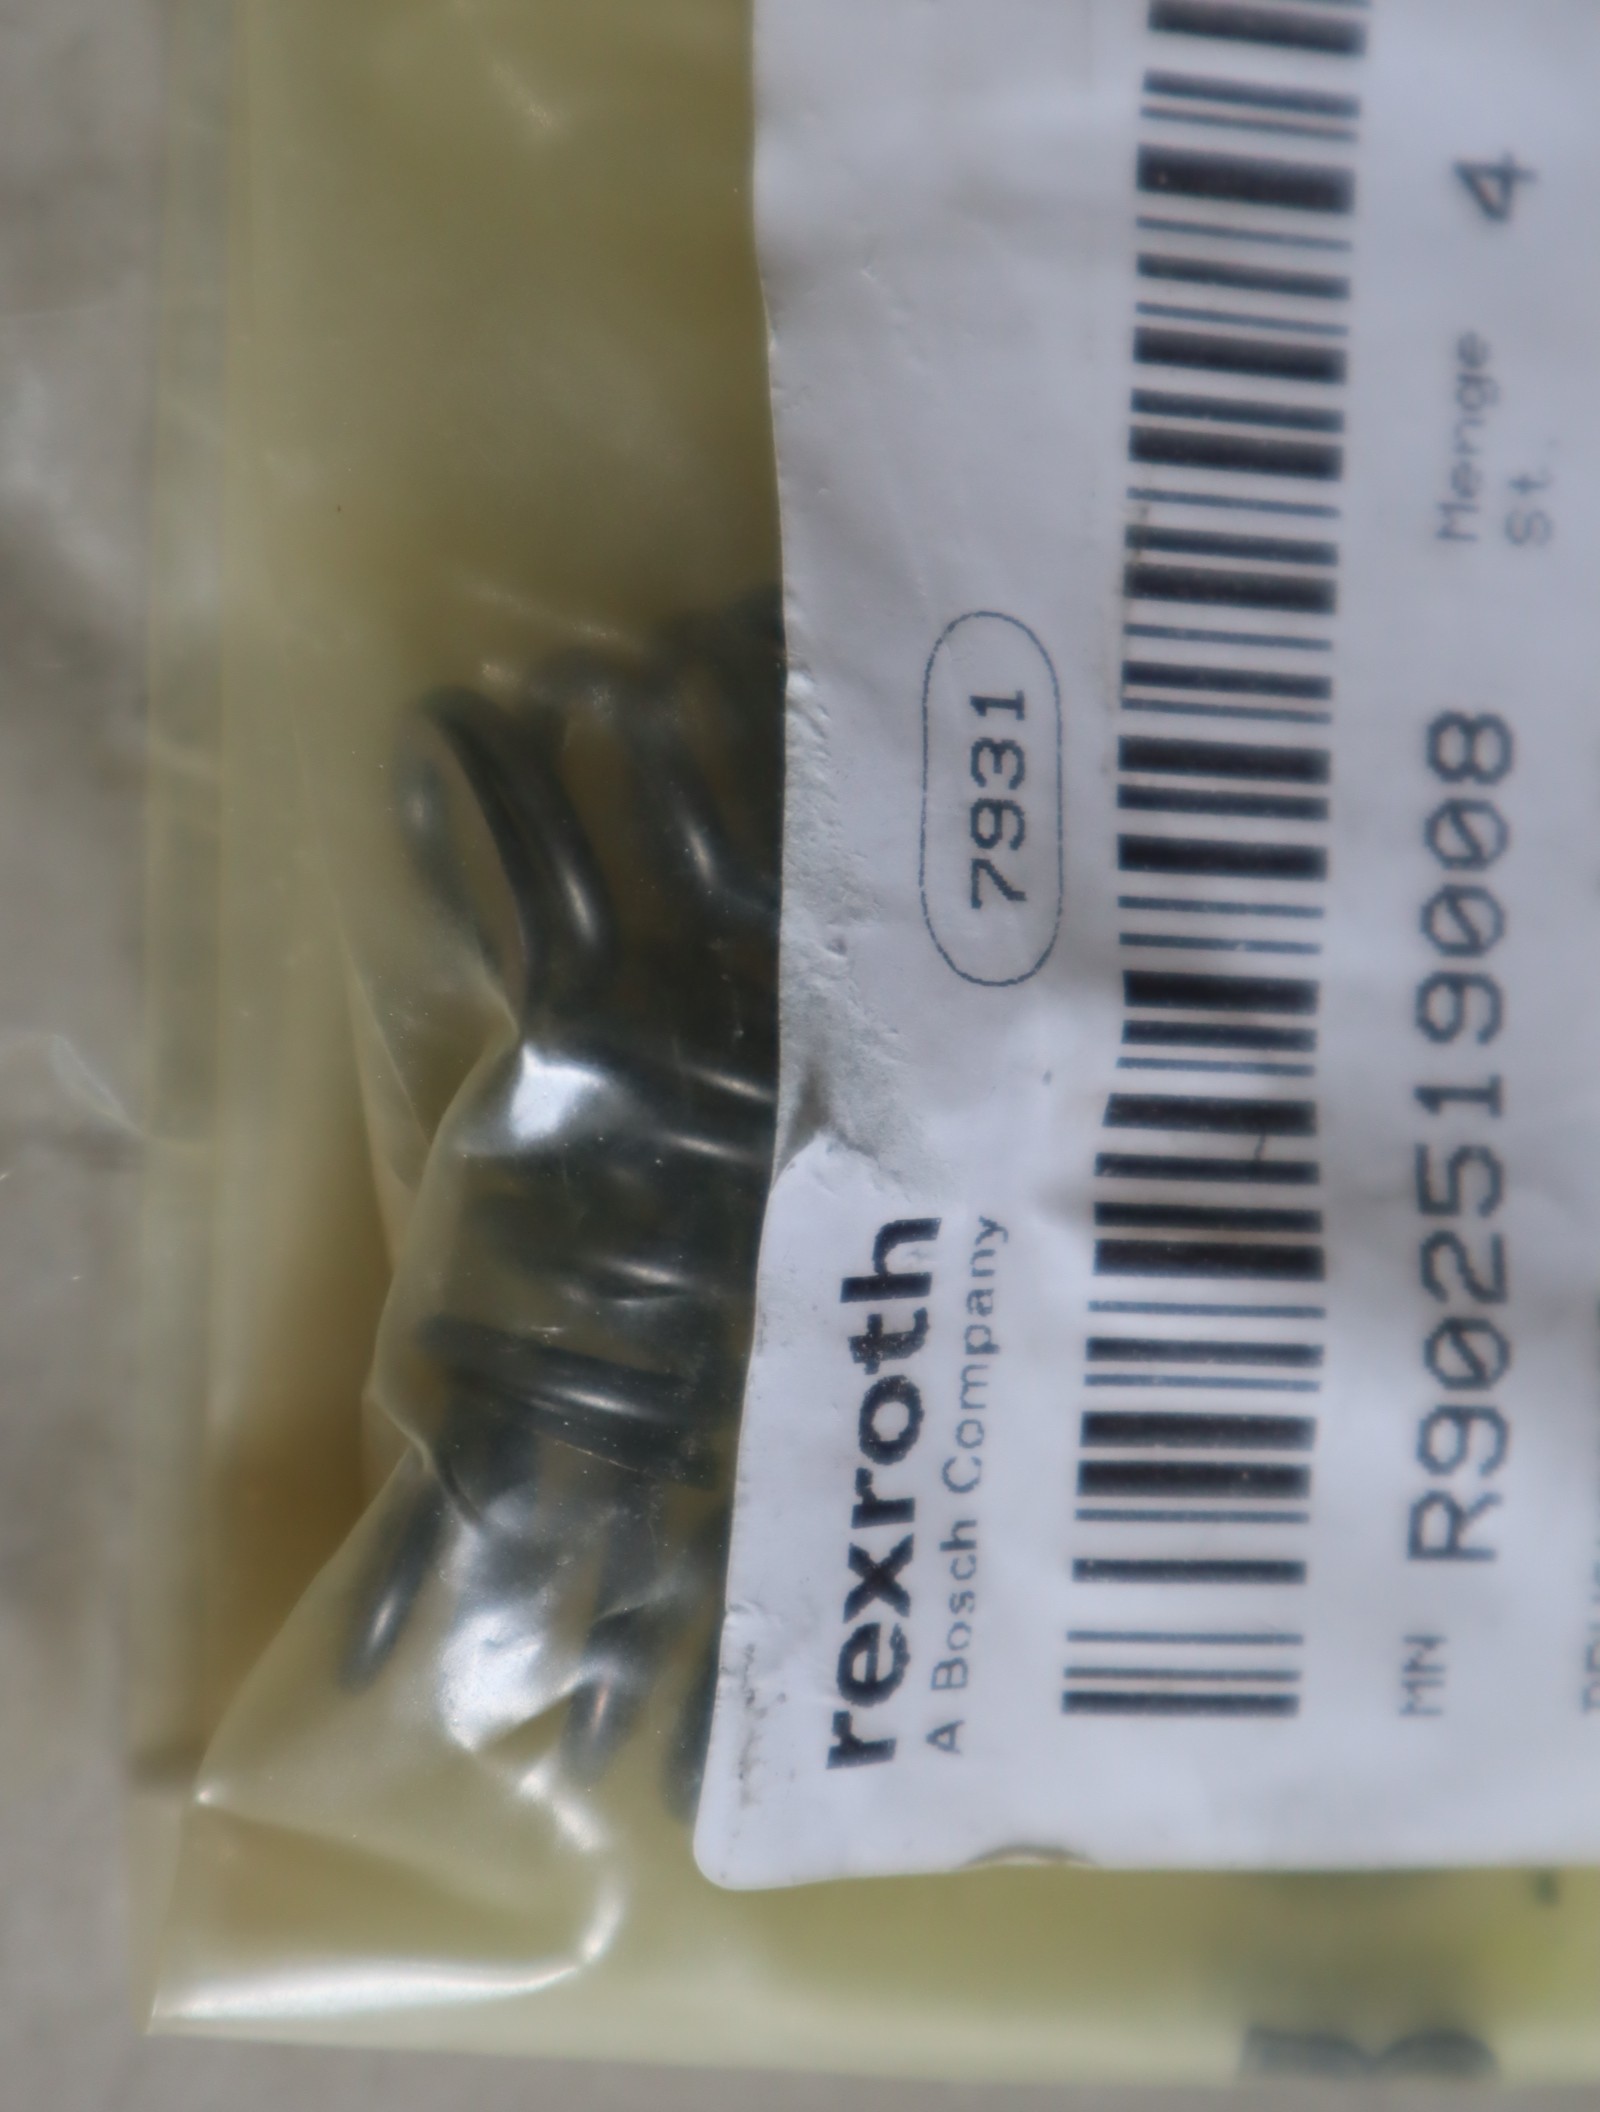 rexroth
A Bosch Company
7931
MN R902519008
Menge 4
St.